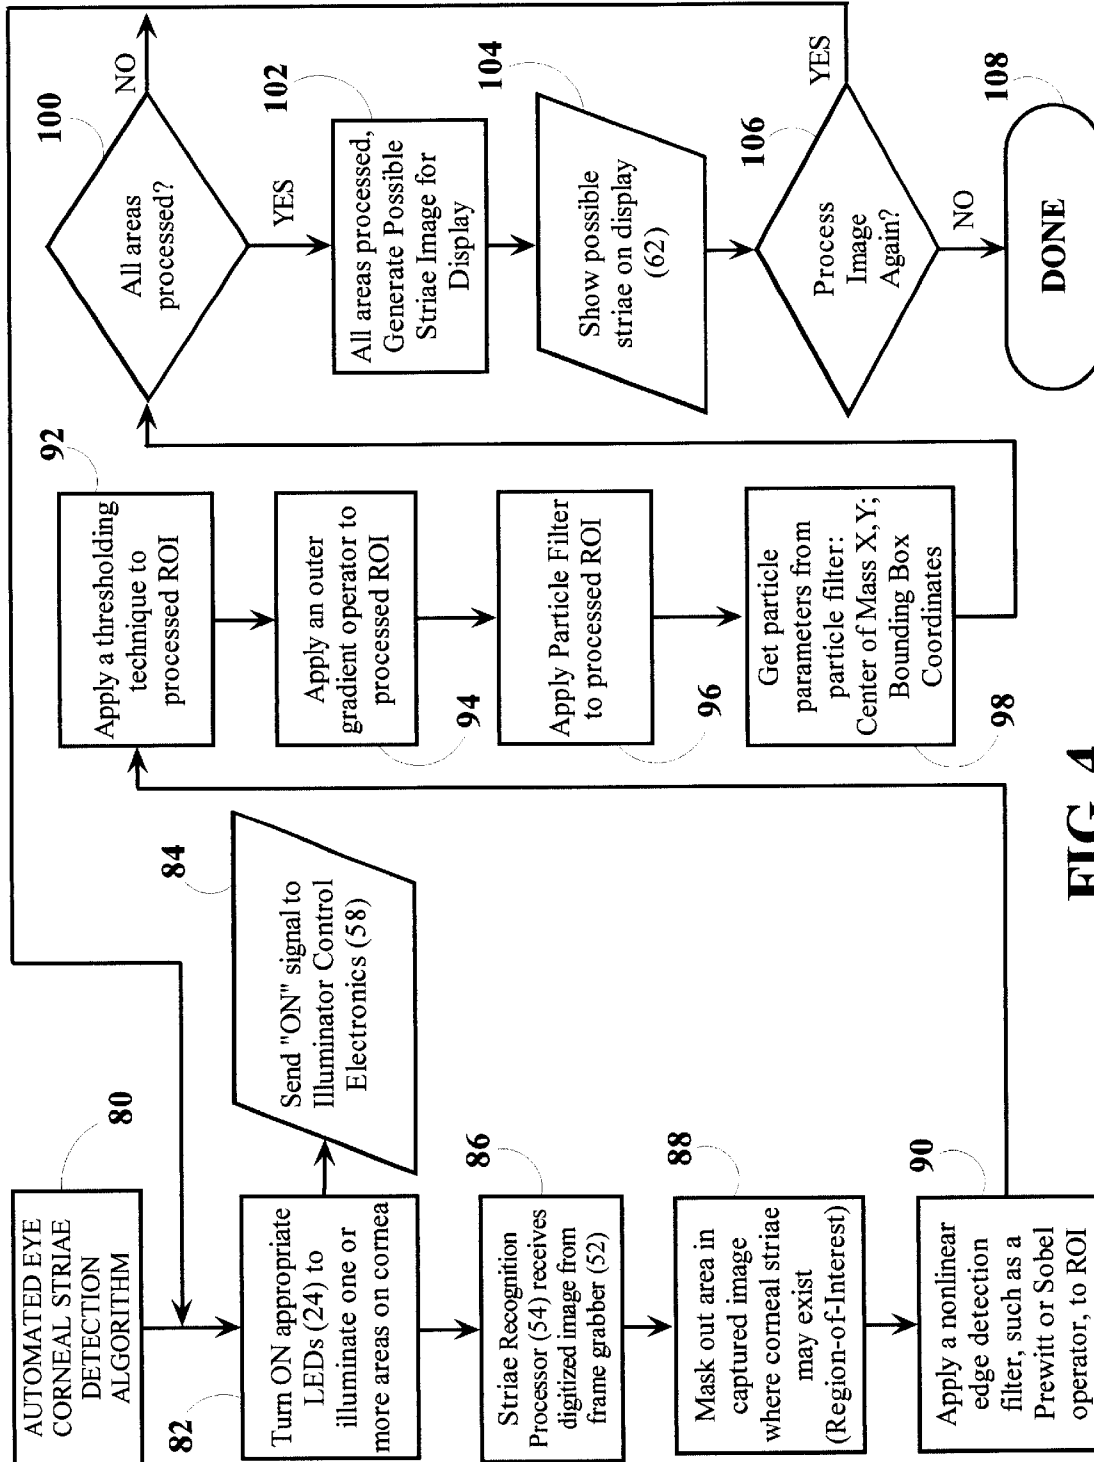 AUTOMATED EYE
CORNEAL STRIAE
DETECTION
ALGORITHM
80
Turn ON appropriate
LEDs (24) to
illuminate one or
more areas on cornea
82
Send "ON" signal to
Illuminator Control
Electronics (58)
84
Striae Recognition
Processor (54) receives
digitized image from
frame grabber (52)
86
Mask out area in
captured image
where corneal striae
may exist
(Region-of-Interest)
88
Apply a nonlinear
edge detection
filter, such as a
Prewitt or Sobel
operator, to ROI
90
Apply a thresholding
technique to
processed ROI
92
Apply an outer
gradient operator to
processed ROI
94
Apply Particle Filter
to processed ROI
96
Get particle
parameters from
particle filter:
Center of Mass X,Y;
Bounding Box
Coordinates
98
All areas
processed?
100
NO
YES
All areas processed,
Generate Possible
Striae Image for
Display
102
Show possible
striae on display
(62)
104
Process
Image
Again?
106
YES
NO
DONE
108
FIG. 4